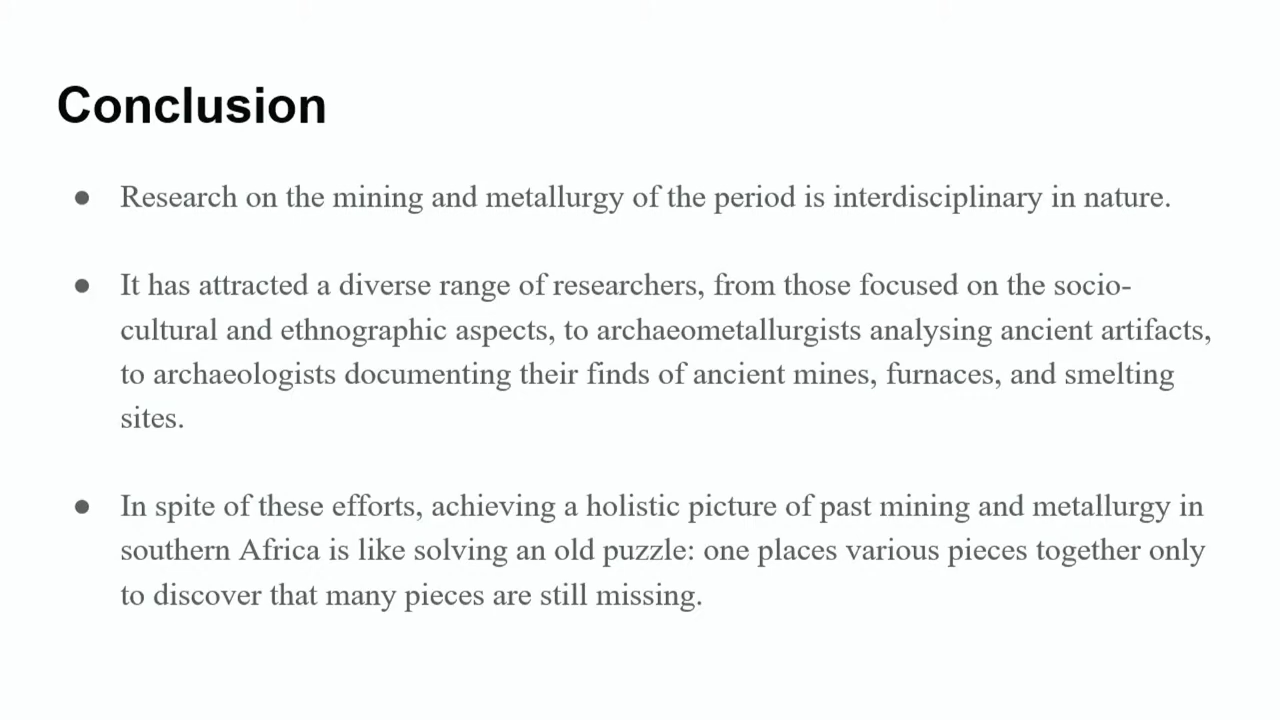 Conclusion
● Research on the mining and metallurgy of the period is interdisciplinary in nature.
● It has attracted a diverse range of researchers, from those focused on the socio-
cultural and ethnographic aspects, to archaeometallurgists analysing ancient artifacts,
to archaeologists documenting their finds of ancient mines, furnaces, and smelting
sites.
● In spite of these efforts, achieving a holistic picture of past mining and metallurgy in
southern Africa is like solving an old puzzle: one places various pieces together only
to discover that many pieces are still missing.